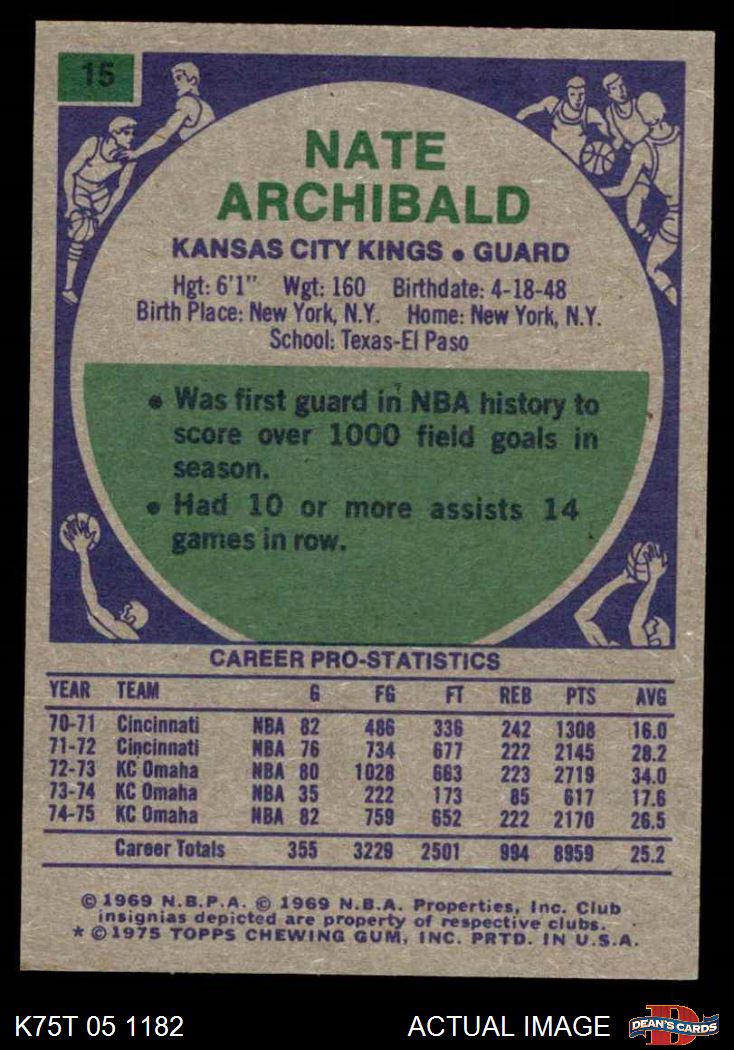 15
NATE
ARCHIBALD
KANSAS CITY KINGS • GUARD
Hgt: 6'1" Wgt: 160 Birthdate: 4-18-48
Birth Place: New York, N.Y. Home: New York, N.Y.
School: Texas-El Paso
• Was first guard in NBA history to
score over 1000 field goals in
season.
• Had 10 or more assists 14
games in row.
CAREER PRO-STATISTICS
YEAR TEAM G FG FT REB PTS AVG
70-71 Cincinnati NBA 82 486 336 242 1308 16.0
71-72 Cincinnati NBA 76 734 677 222 2145 28.2
72-73 KC Omaha NBA 80 1028 663 223 2719 34.0
73-74 KC Omaha NBA 35 222 173 85 617 17.6
74-75 KC Omaha NBA 82 759 652 222 2170 26.5
Career Totals 355 3229 2501 994 8959 25.2
© 1969 N.B.P.A. © 1969 N.B.A. Properties, Inc. Club
insignias depicted are property of respective clubs.
* © 1975 TOPPS CHEWING GUM, INC. PRTD. IN U.S.A.
K75T 05 1182 ACTUAL IMAGE D DEAN'S CARDS